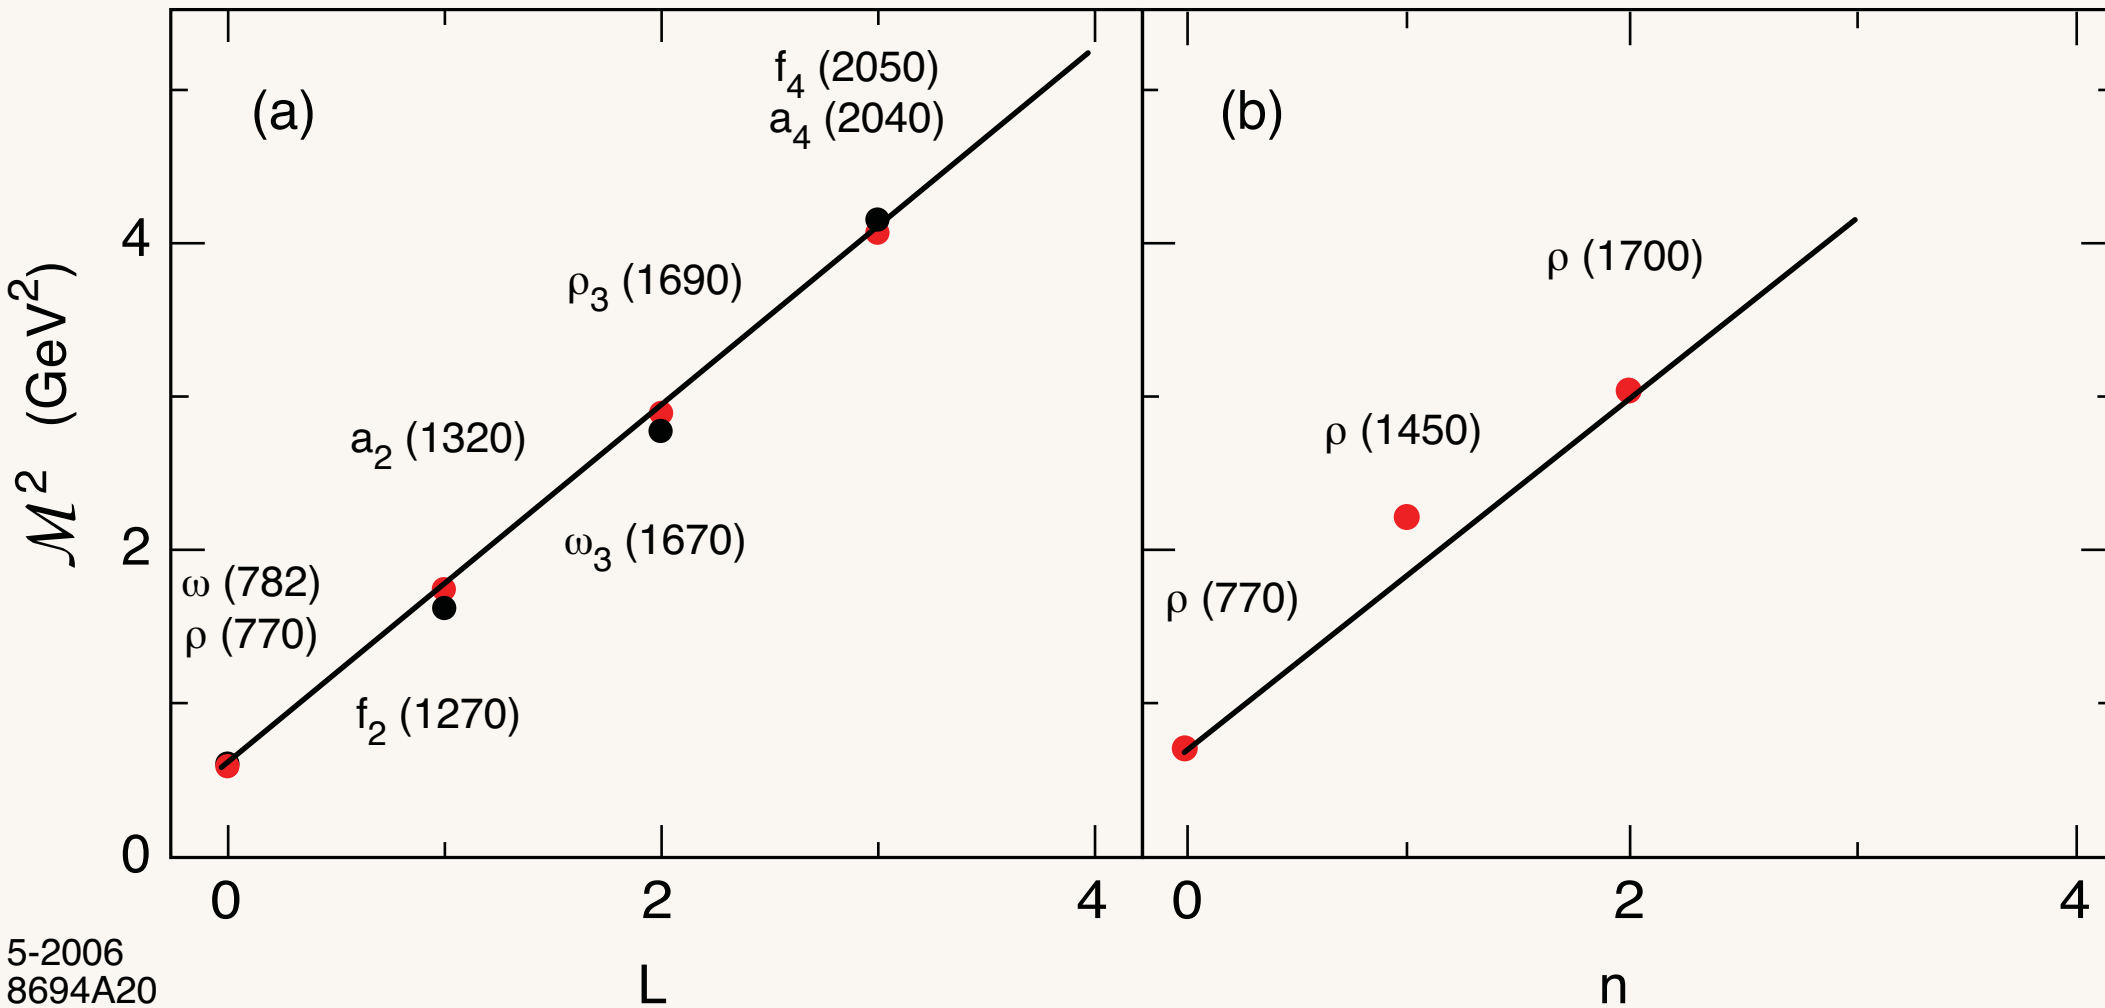 (a)
f4 (2050)
a4 (2040)
ρ3 (1690)
a2 (1320)
ω3 (1670)
ω (782)
ρ (770)
f2 (1270)
(b)
ρ (1700)
ρ (1450)
ρ (770)
ℳ2 (GeV2)
4
2
0
0 2 4
0 2 4
L
n
5-2006
8694A20